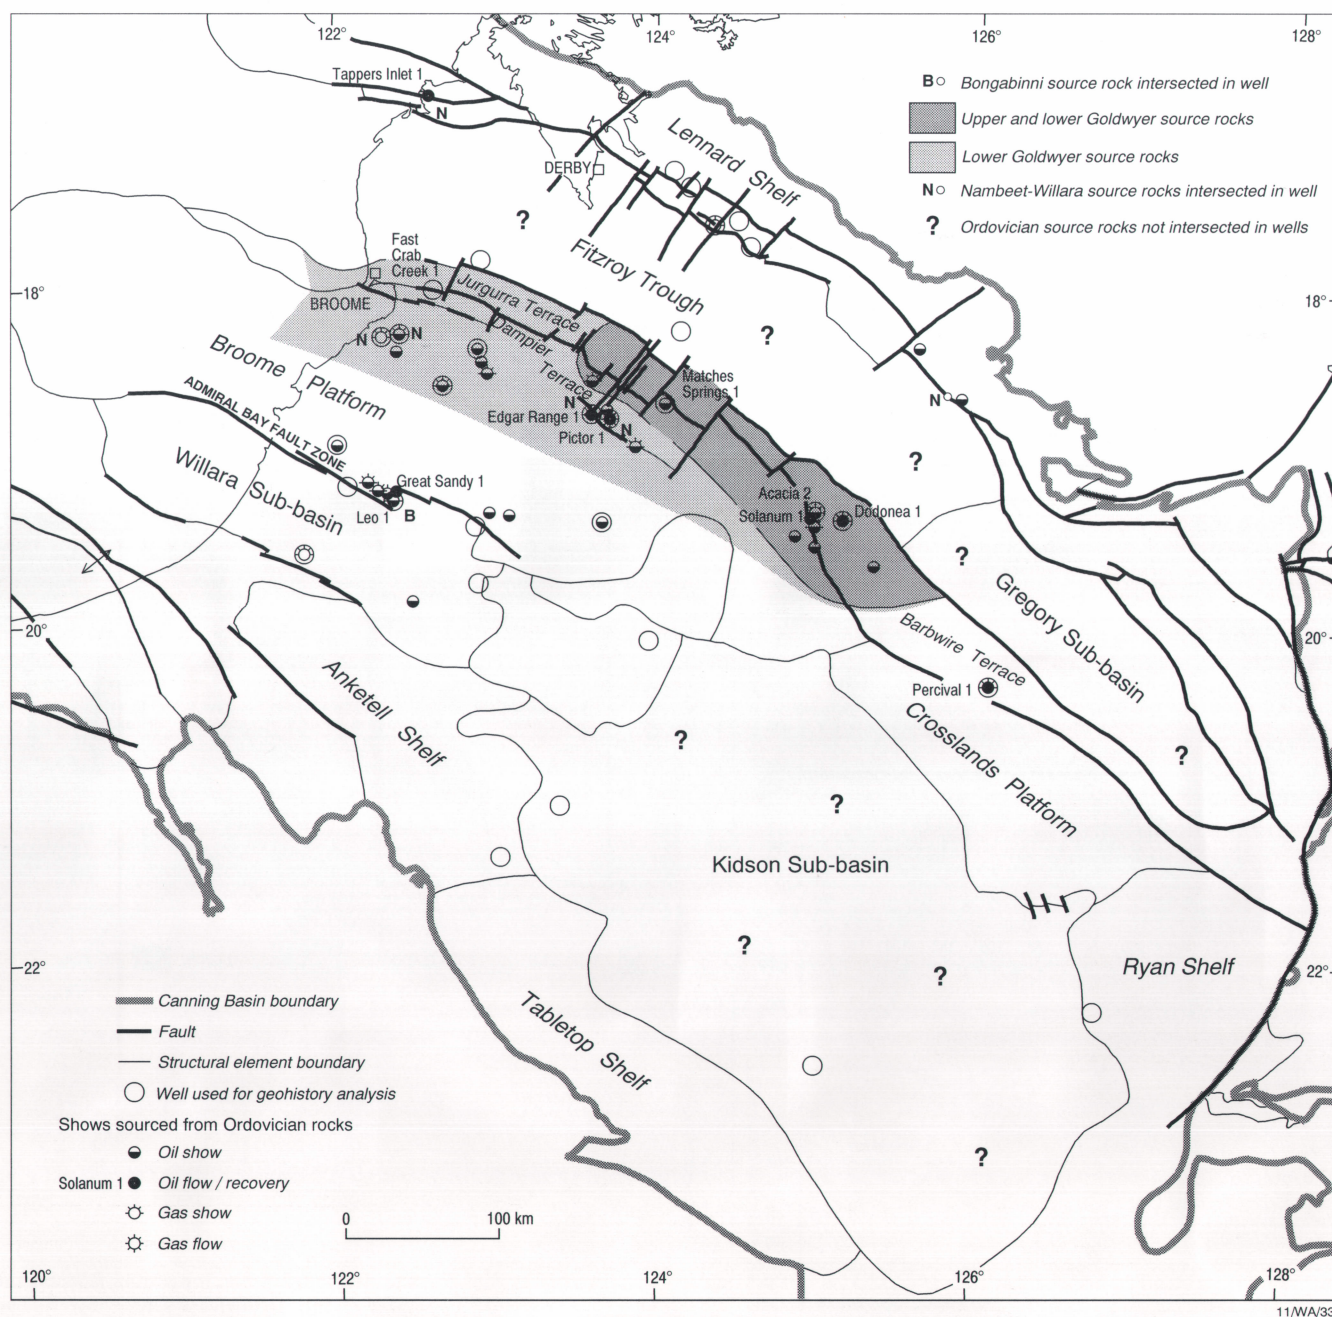 122°
124°
126°
128°
Tappers Inlet 1
N
DERBY
Lennard Shelf
B Bongabinni source rock intersected in well
Upper and lower Goldwyer source rocks
Lower Goldwyer source rocks
N Nambeet-Willara source rocks intersected in well
? Ordovician source rocks not intersected in wells
?
Fast
Crab
Creek 1
Fitzroy Trough
18°
18°
BROOME
Jurgurra Terrace
?
N
N
Dampier
Terrace
Broome Platform
Matches
Springs 1
N
N
Edgar Range 1
Pictor 1
N
ADMIRAL BAY FAULT ZONE
?
Willara Sub-basin
Great Sandy 1
Leo 1
B
Acacia 2
Solanum 1
Dodonea 1
?
Gregory Sub-basin
20°
20°
Barbwire Terrace
Anketell Shelf
Percival 1
Crosslands Platform
?
?
?
Kidson Sub-basin
?
?
Ryan Shelf
22°
22°
Tabletop Shelf
Canning Basin boundary
Fault
Structural element boundary
Well used for geohistory analysis
Shows sourced from Ordovician rocks
Oil show
Solanum 1 Oil flow / recovery
Gas show
Gas flow
?
0
100 km
120°
122°
124°
126°
128°
11/WA/33